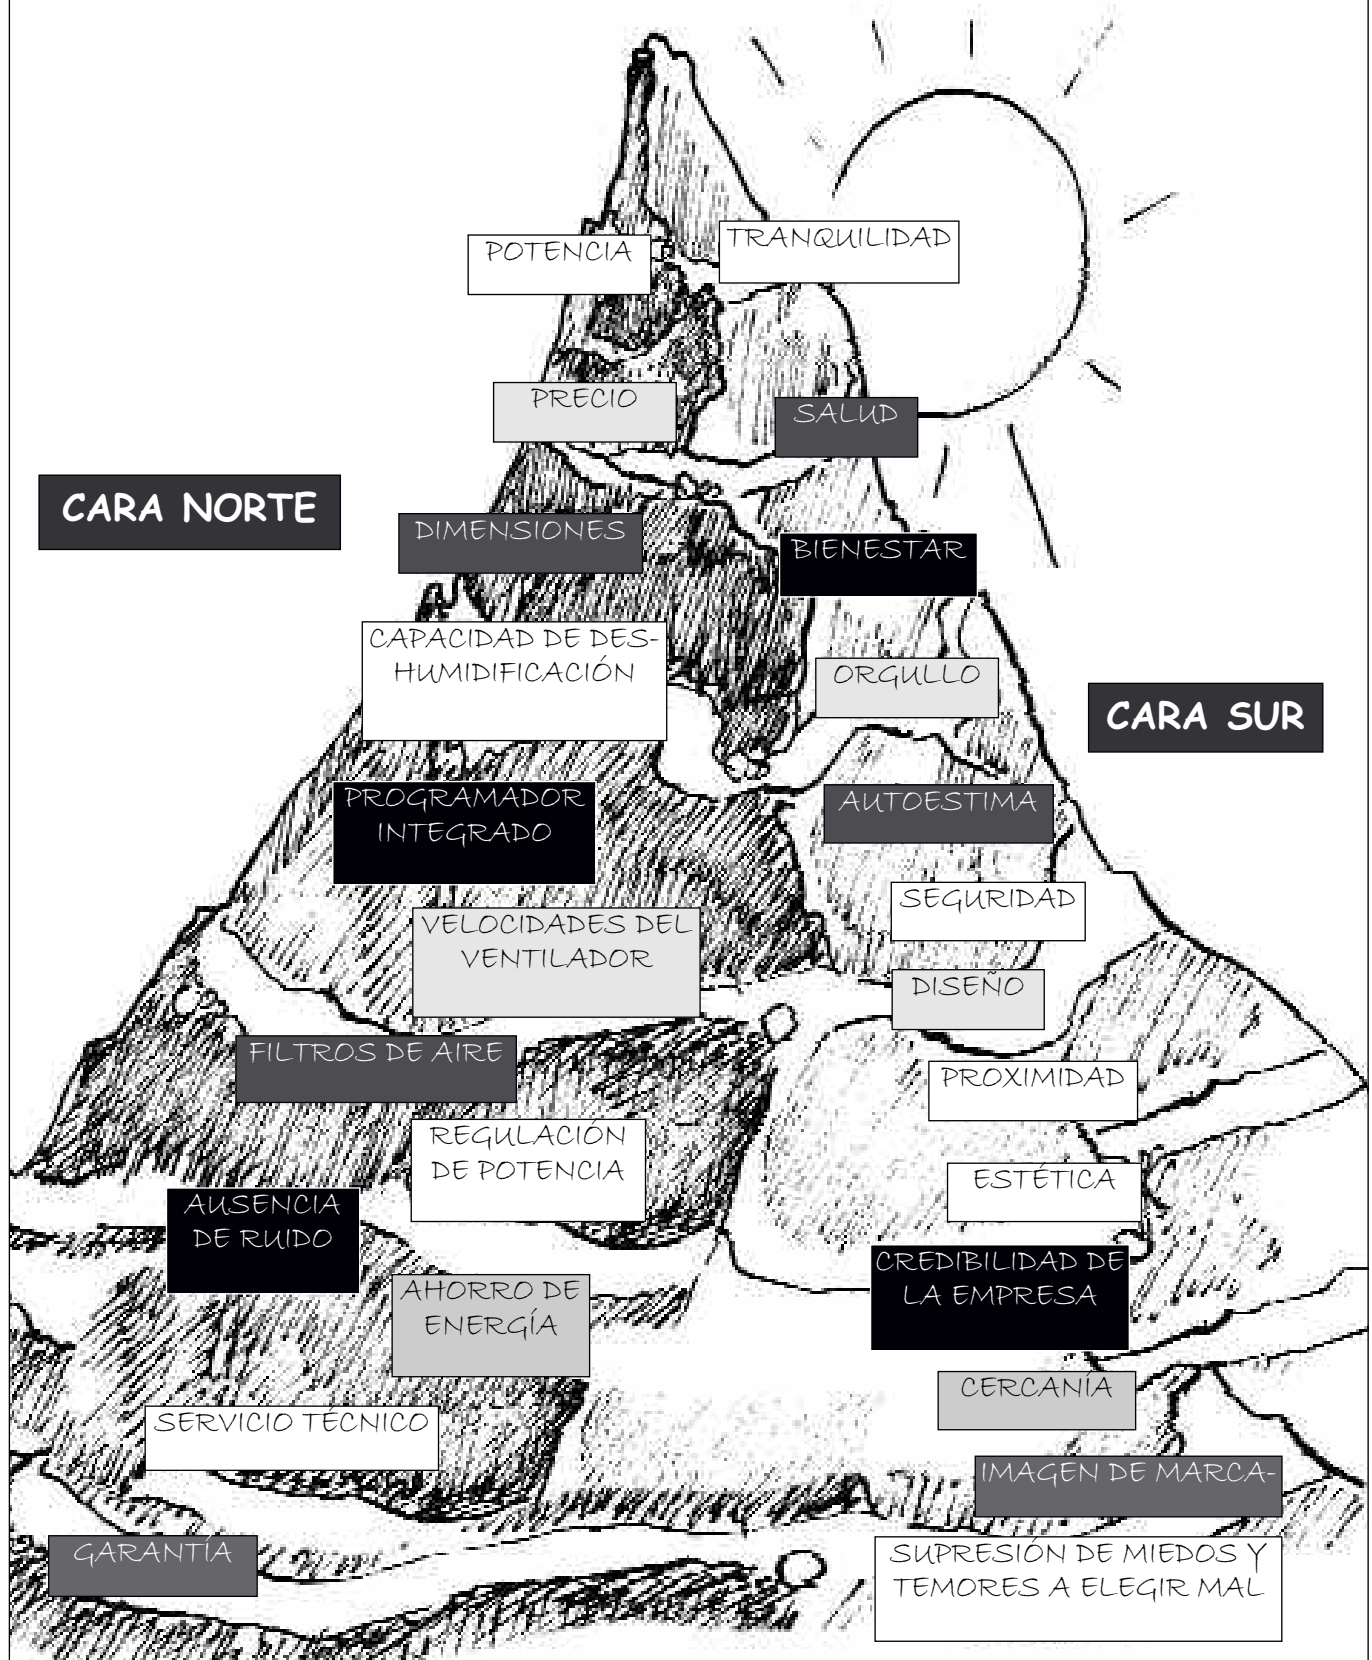 POTENCIA
TRANQUILIDAD
PRECIO
SALUD
CARA NORTE
DIMENSIONES
BIENESTAR
CAPACIDAD DE DES-
HUMIDIFICACIÓN
ORGULLO
CARA SUR
PROGRAMADOR
INTEGRADO
AUTOESTIMA
SEGURIDAD
VELOCIDADES DEL
VENTILADOR
DISEÑO
FILTROS DE AIRE
PROXIMIDAD
REGULACIÓN
DE POTENCIA
ESTÉTICA
AUSENCIA
DE RUIDO
CREDIBILIDAD DE
LA EMPRESA
AHORRO DE
ENERGÍA
CERCANÍA
SERVICIO TÉCNICO
IMAGEN DE MARCA-
GARANTÍA
SUPRESIÓN DE MIEDOS Y
TEMORES A ELEGIR MAL